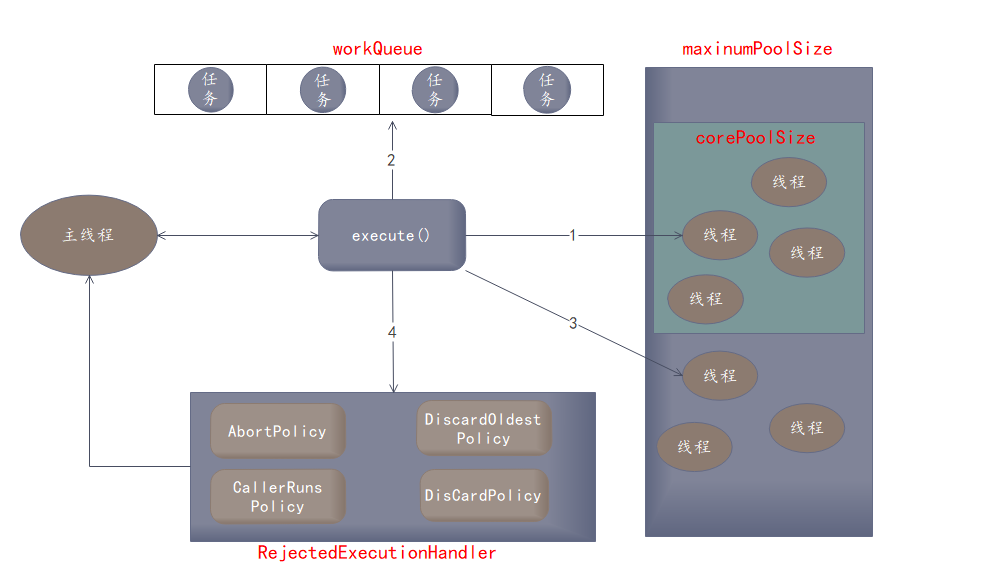 workQueue
maxinumPoolSize
任
务
任
务
任
务
任
务
corePoolSize
线程
线程
线程
线程
2
主线程
execute()
1
3
4
线程
线程
线程
AbortPolicy
DiscardOldest
Policy
CallerRuns
Policy
DisCardPolicy
RejectedExecutionHandler